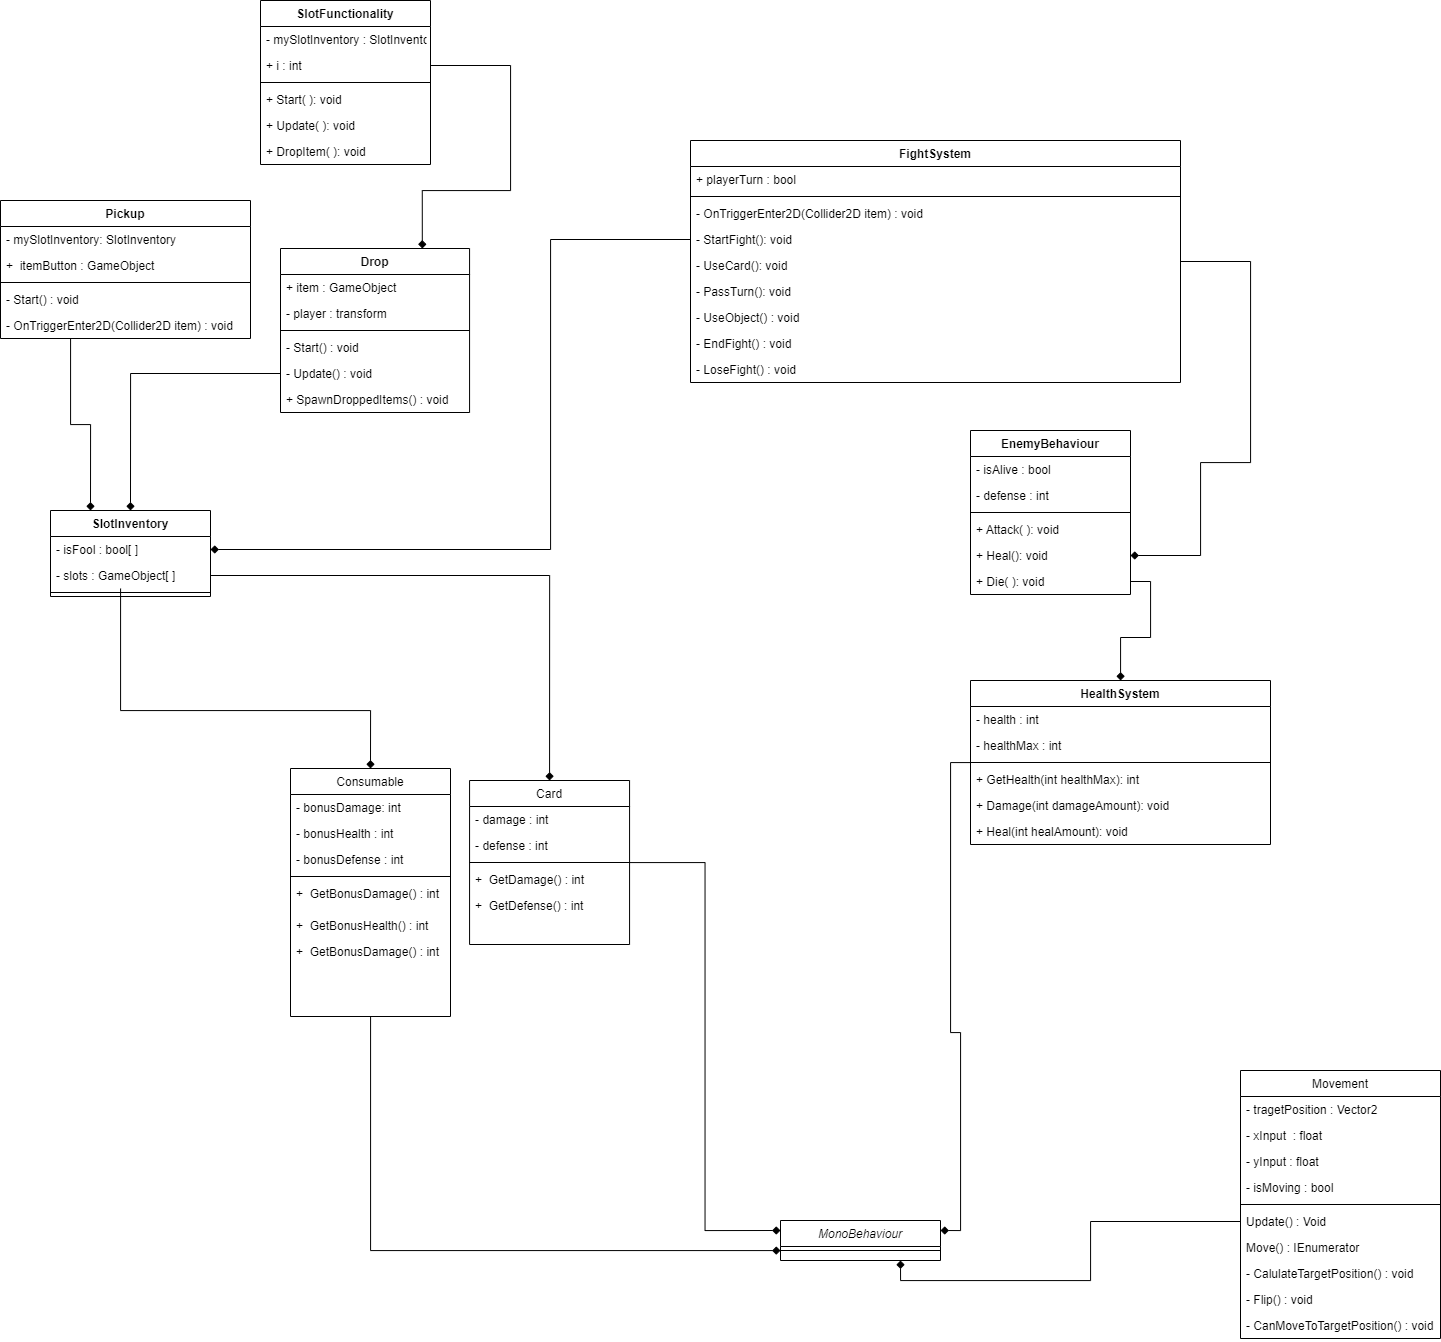 SlotFunctionality
- mySlotInventory : SlotInvento
+ i : int
+ Start( ): void
+ Update( ): void
+ DropItem( ): void
FightSystem
+ playerTurn : bool
- OnTriggerEnter2D(Collider2D item) : void
- StartFight(): void
- UseCard(): void
- PassTurn(): void
- UseObject() : void
- EndFight() : void
- LoseFight() : void
Pickup
- mySlotInventory: SlotInventory
+ itemButton : GameObject
- Start() : void
- OnTriggerEnter2D(Collider2D item) : void
Drop
+ item : GameObject
- player : transform
- Start() : void
- Update() : void
+ SpawnDroppedItems() : void
EnemyBehaviour
- isAlive : bool
- defense : int
+ Attack( ): void
+ Heal(): void
+ Die( ): void
SlotInventory
- isFool : bool[ ]
- slots : GameObject[ ]
HealthSystem
- health : int
- healthMax : int
+ GetHealth(int healthMax): int
+ Damage(int damageAmount): void
+ Heal(int healAmount): void
Consumable
- bonusDamage: int
- bonusHealth : int
- bonusDefense : int
+ GetBonusDamage() : int
+ GetBonusHealth() : int
+ GetBonusDamage() : int
Card
- damage : int
- defense : int
+ GetDamage() : int
+ GetDefense() : int
MonoBehaviour
Movement
- tragetPosition : Vector2
- xInput : float
- yInput : float
- isMoving : bool
Update() : Void
Move() : IEnumerator
- CalulateTargetPosition() : void
- Flip() : void
- CanMoveToTargetPosition() : void